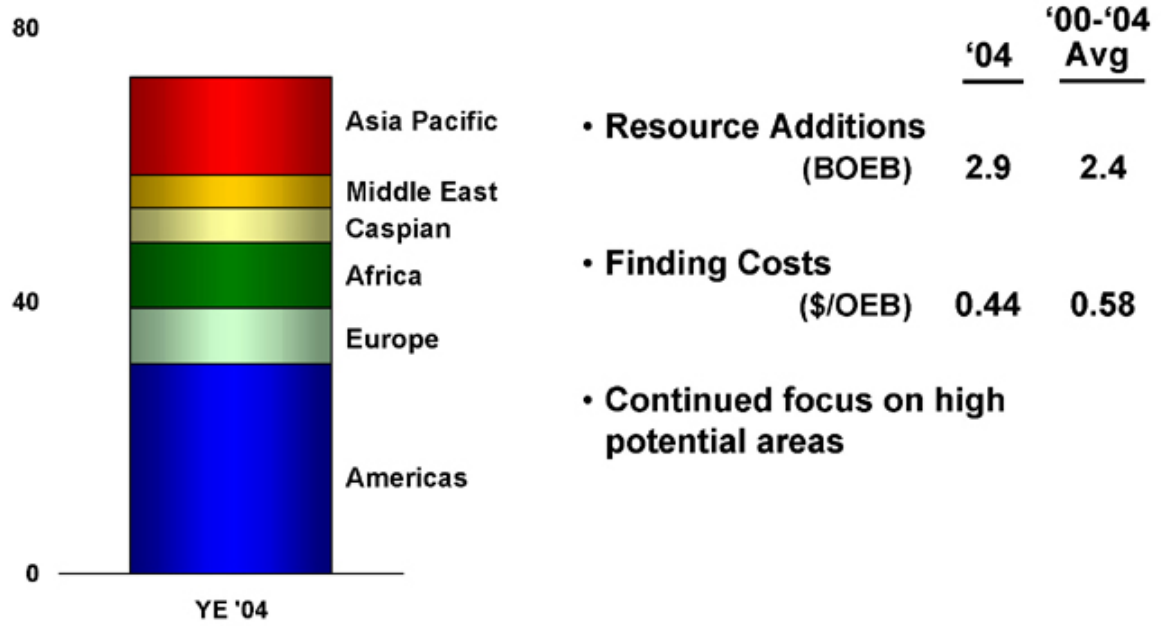 80
40
0
Asia Pacific
Middle East
Caspian
Africa
Europe
Americas
YE '04
‘04
‘00-‘04
Avg
• Resource Additions
(BOEB) 2.9 2.4
• Finding Costs
($/OEB) 0.44 0.58
• Continued focus on high
potential areas